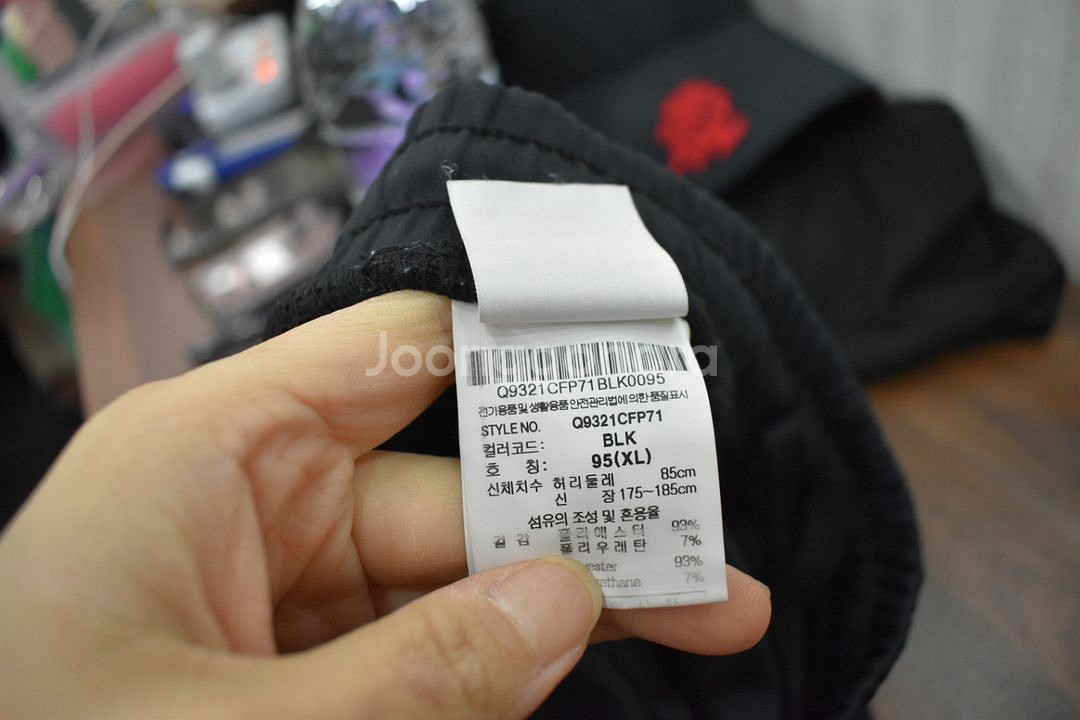 Q9321CFP71BLK0095
전기용품 및 생활용품 안전관리법에 의한 품질표시
STYLE NO. Q9321CFP71
컬러코드: BLK
호 칭: 95(XL)
신체치수 허리둘레 85cm
신 장 175~185cm
섬유의 조성 및 혼용율
겉 감 폴리에스터 93%
폴리우레탄 7%
93%
7%